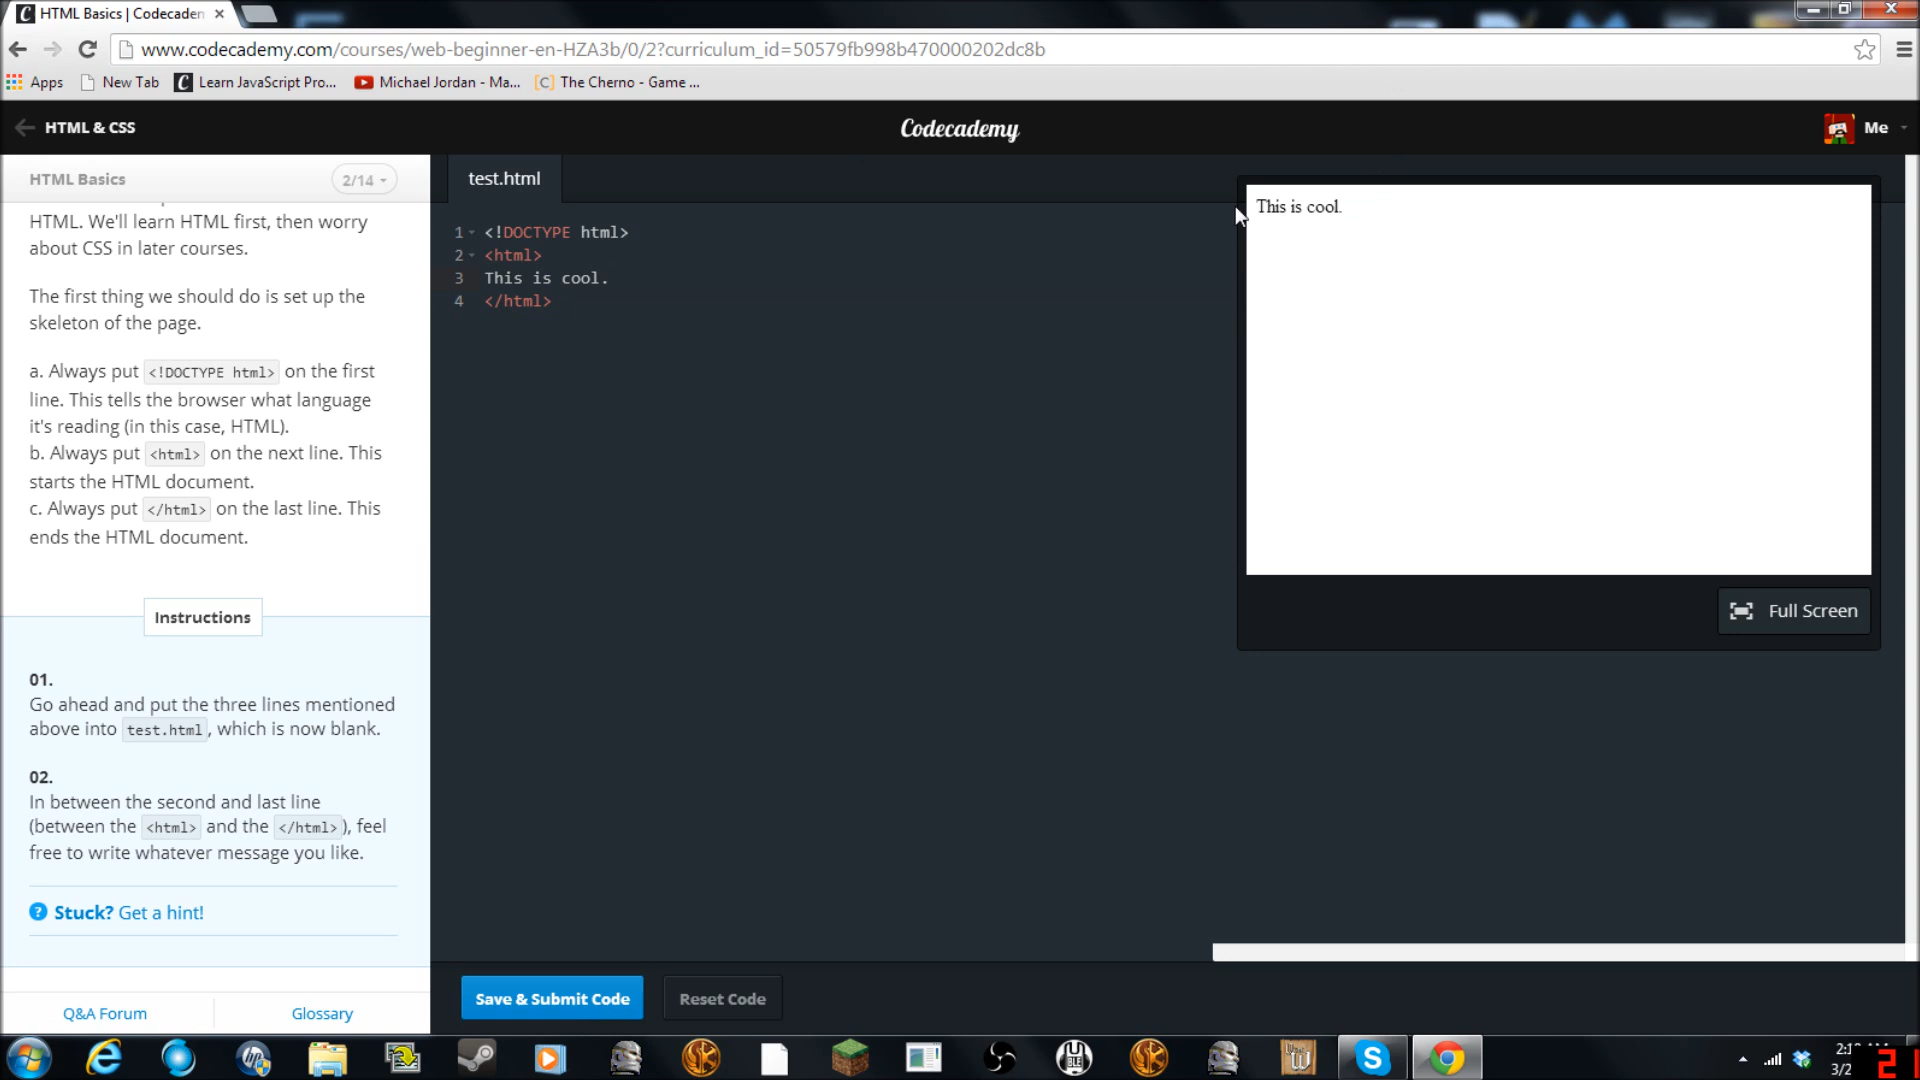 HTML Basics | Codecaden
www.codecademy.com/courses/web-beginner-en-HZA3b/0/2?curriculum_id=50579fb998b470000202dc8b
Apps
New Tab
Learn JavaScript Pro...
Michael Jordan - Ma...
The Cherno - Game ...
HTML & CSS
Codecademy
Me
HTML Basics
2/14
HTML. We'll learn HTML first, then worry
about CSS in later courses.
The first thing we should do is set up the
skeleton of the page.
a. Always put <!DOCTYPE html> on the first
line. This tells the browser what language
it's reading (in this case, HTML).
b. Always put <html> on the next line. This
starts the HTML document.
c. Always put </html> on the last line. This
ends the HTML document.
Instructions
01.
Go ahead and put the three lines mentioned
above into test.html, which is now blank.
02.
In between the second and last line
(between the <html> and the </html>), feel
free to write whatever message you like.
? Stuck? Get a hint!
Q&A Forum
Glossary
test.html
1 <!DOCTYPE html>
2 <html>
3 This is cool.
4 </html>
This is cool.
Full Screen
Save & Submit Code
Reset Code